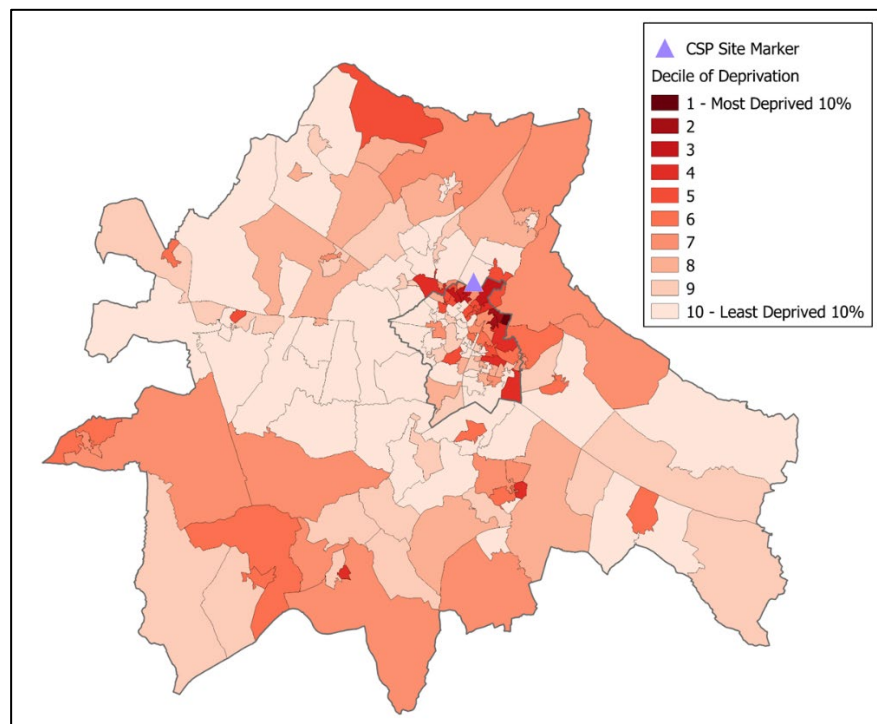 CSP Site Marker
Decile of Deprivation
1 - Most Deprived 10%
2
3
4
5
6
7
8
9
10 - Least Deprived 10%